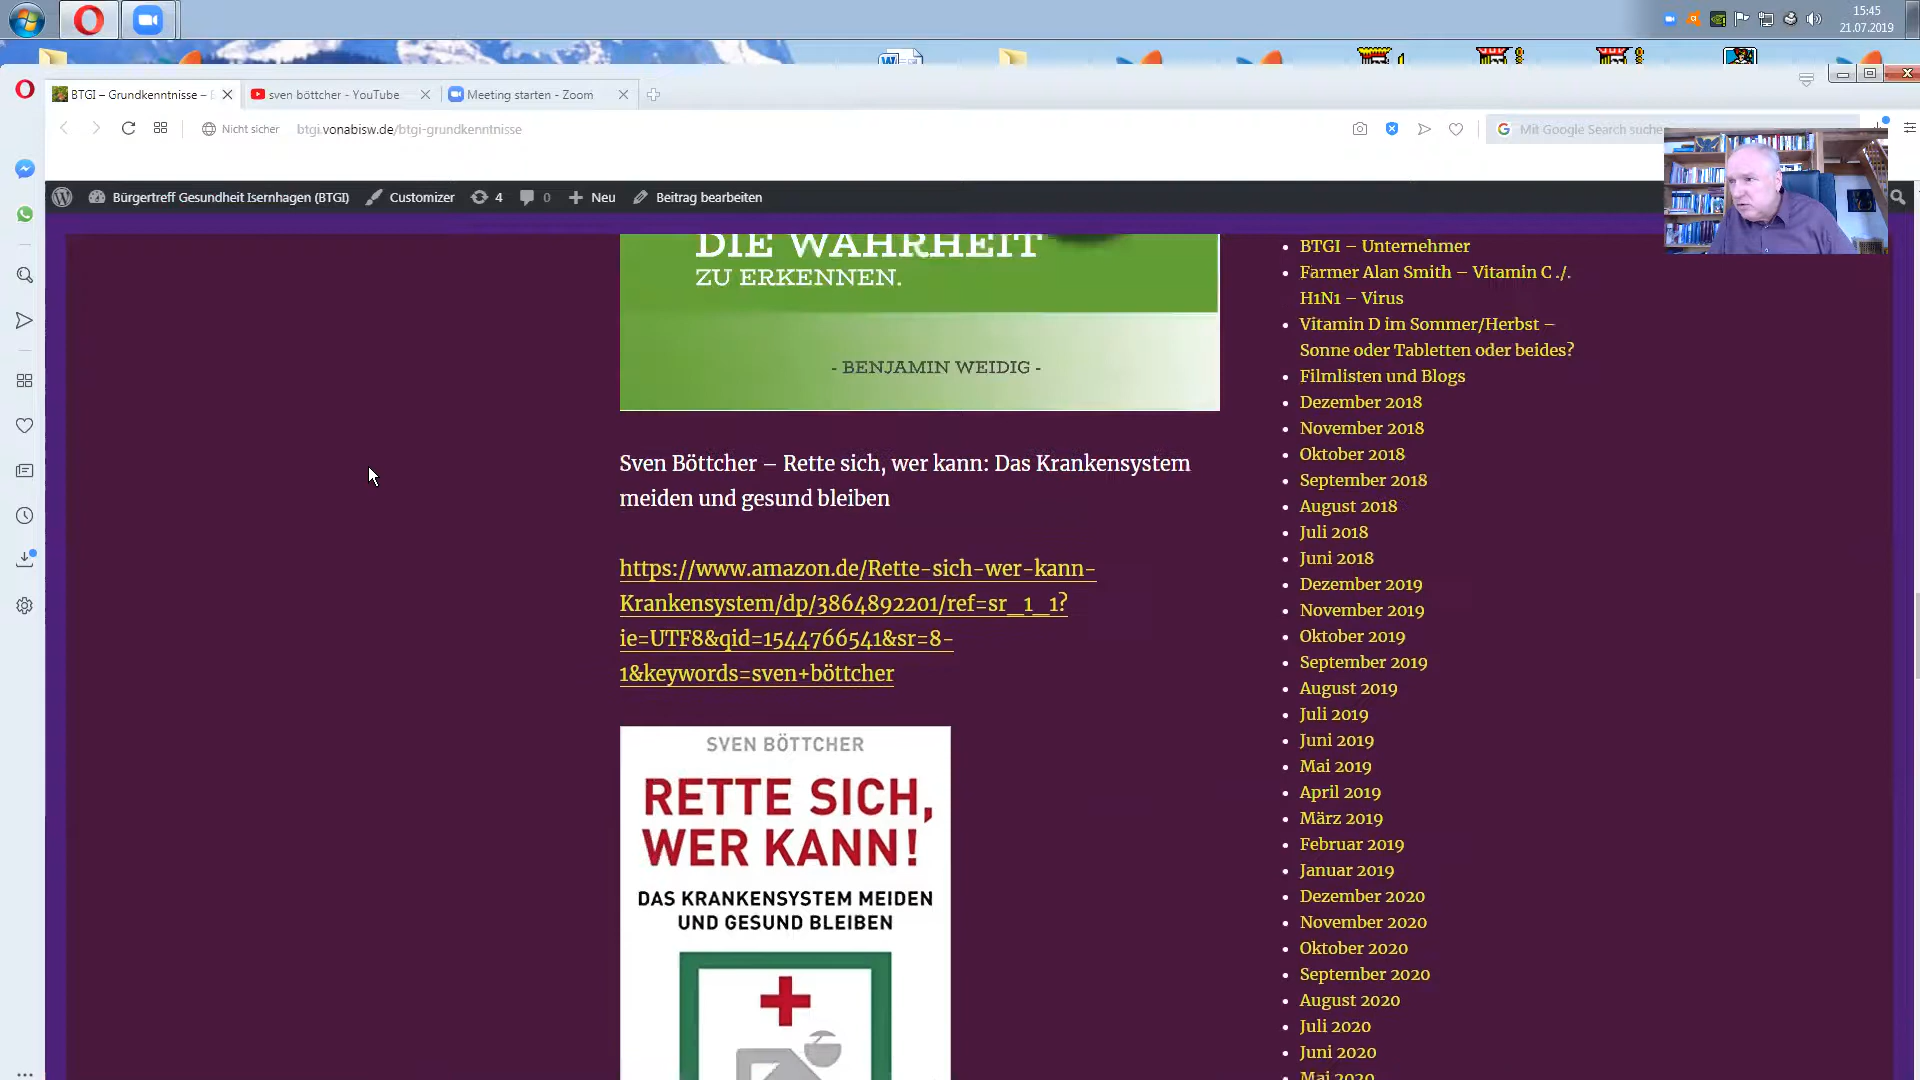 15:45
21.07.2019
BTGI – Grundkenntnisse –
sven böttcher - YouTube
Meeting starten - Zoom
Nicht sicher
btgi.vonabisw.de/btgi-grundkenntnisse
Mit Google Search suche
Bürgertreff Gesundheit Isernhagen (BTGI)
Customizer
4
0
Neu
Beitrag bearbeiten
DIE WAHRHEIT
ZU ERKENNEN.
- BENJAMIN WEIDIG -
Sven Böttcher – Rette sich, wer kann: Das Krankensystem
meiden und gesund bleiben
https://www.amazon.de/Rette-sich-wer-kann-
Krankensystem/dp/3864892201/ref=sr_1_1?
ie=UTF8&qid=1544766541&sr=8-
1&keywords=sven+böttcher
SVEN BÖTTCHER
RETTE SICH,
WER KANN!
DAS KRANKENSYSTEM MEIDEN
UND GESUND BLEIBEN
BTGI – Unternehmer
Farmer Alan Smith – Vitamin C ./.
H1N1 – Virus
Vitamin D im Sommer/Herbst –
Sonne oder Tabletten oder beides?
Filmlisten und Blogs
Dezember 2018
November 2018
Oktober 2018
September 2018
August 2018
Juli 2018
Juni 2018
Dezember 2019
November 2019
Oktober 2019
September 2019
August 2019
Juli 2019
Juni 2019
Mai 2019
April 2019
März 2019
Februar 2019
Januar 2019
Dezember 2020
November 2020
Oktober 2020
September 2020
August 2020
Juli 2020
Juni 2020
Mai 2020